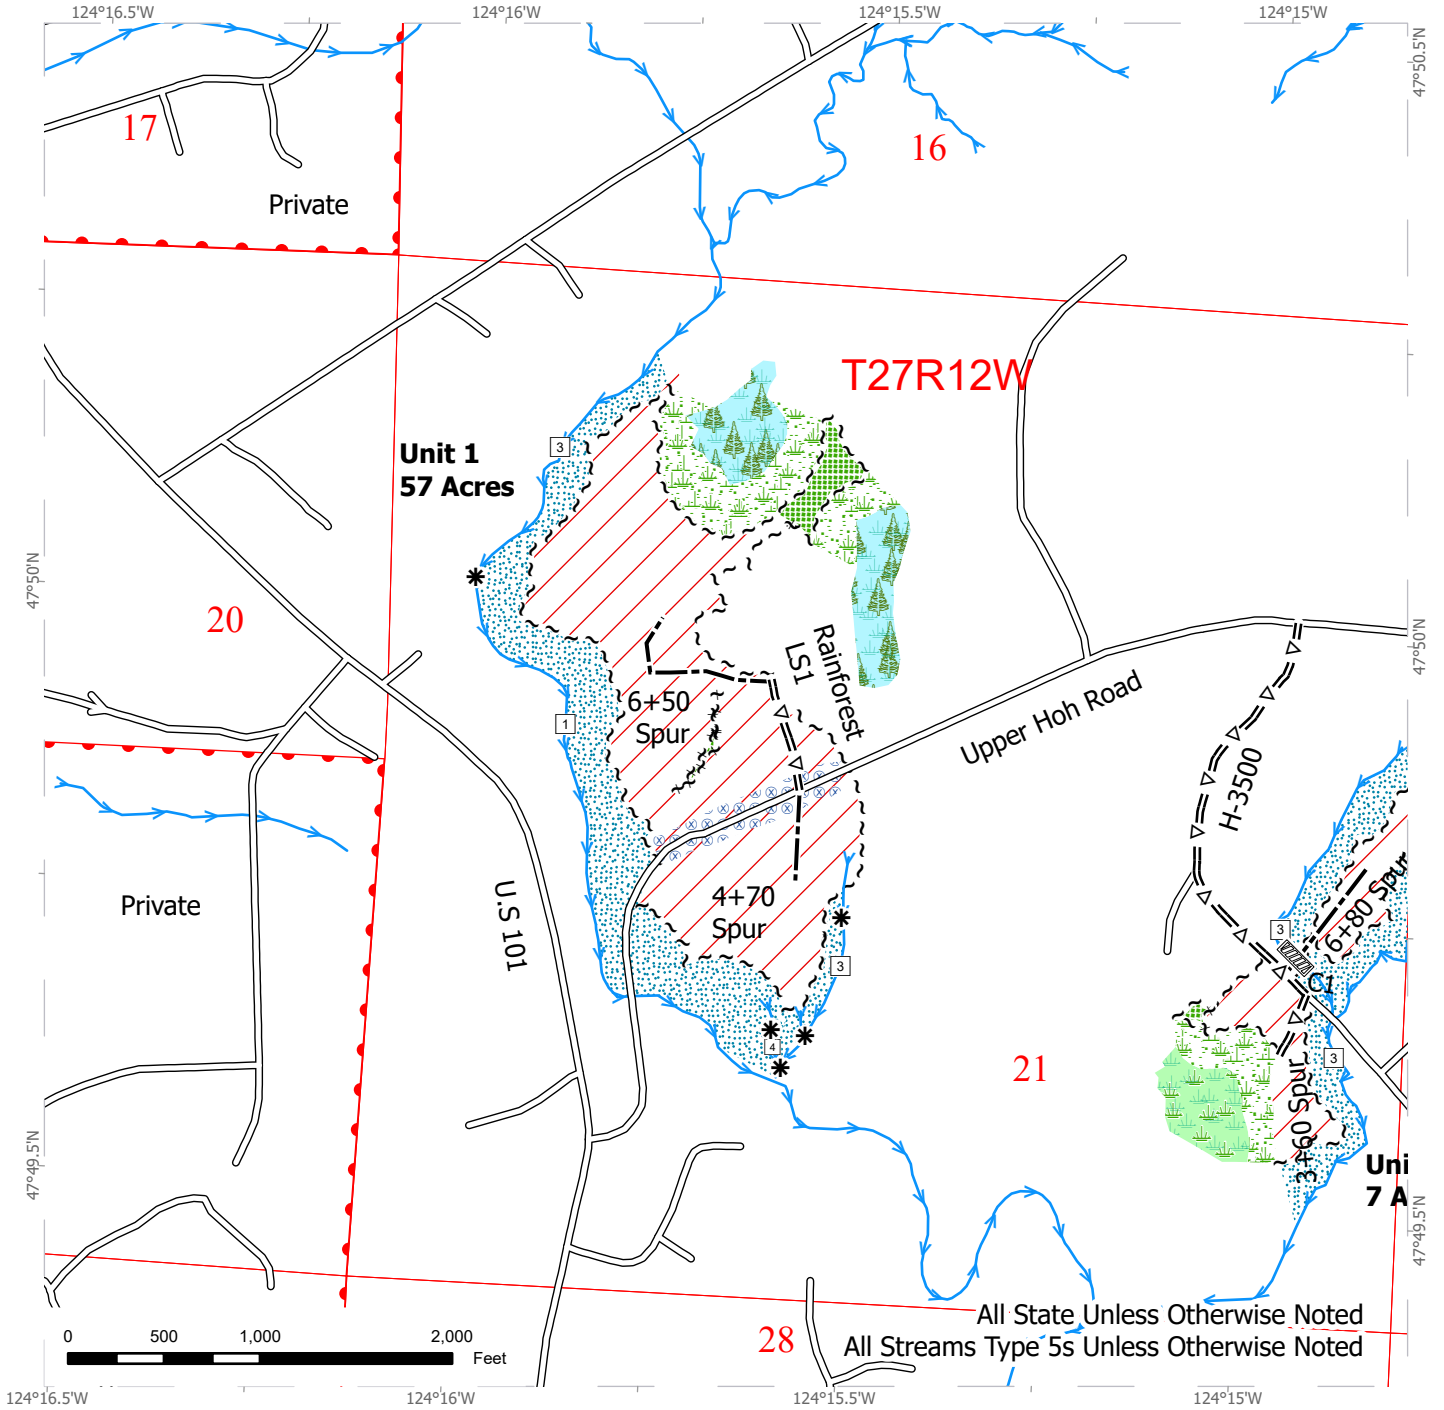 124°16.5'W
124°16'W
124°15.5'W
124°15'W
47°50.5'N
17
16
Private
T27R12W
3
Unit 1
57 Acres
47°50'N
20
47°50'N
Rainforest
LS1
6+50
Spur
1
Upper Hoh Road
H-3500
Private
U.S 101
4+70
Spur
3
3
6+80 Spur
C1
4
21
3
3+60 Spur
47°49.5'N
Uni
7 A
47°49.5'N
All State Unless Otherwise Noted
28
All Streams Type 5s Unless Otherwise Noted
0 500 1,000 2,000
Feet
124°16.5'W
124°16'W
124°15.5'W
124°15'W